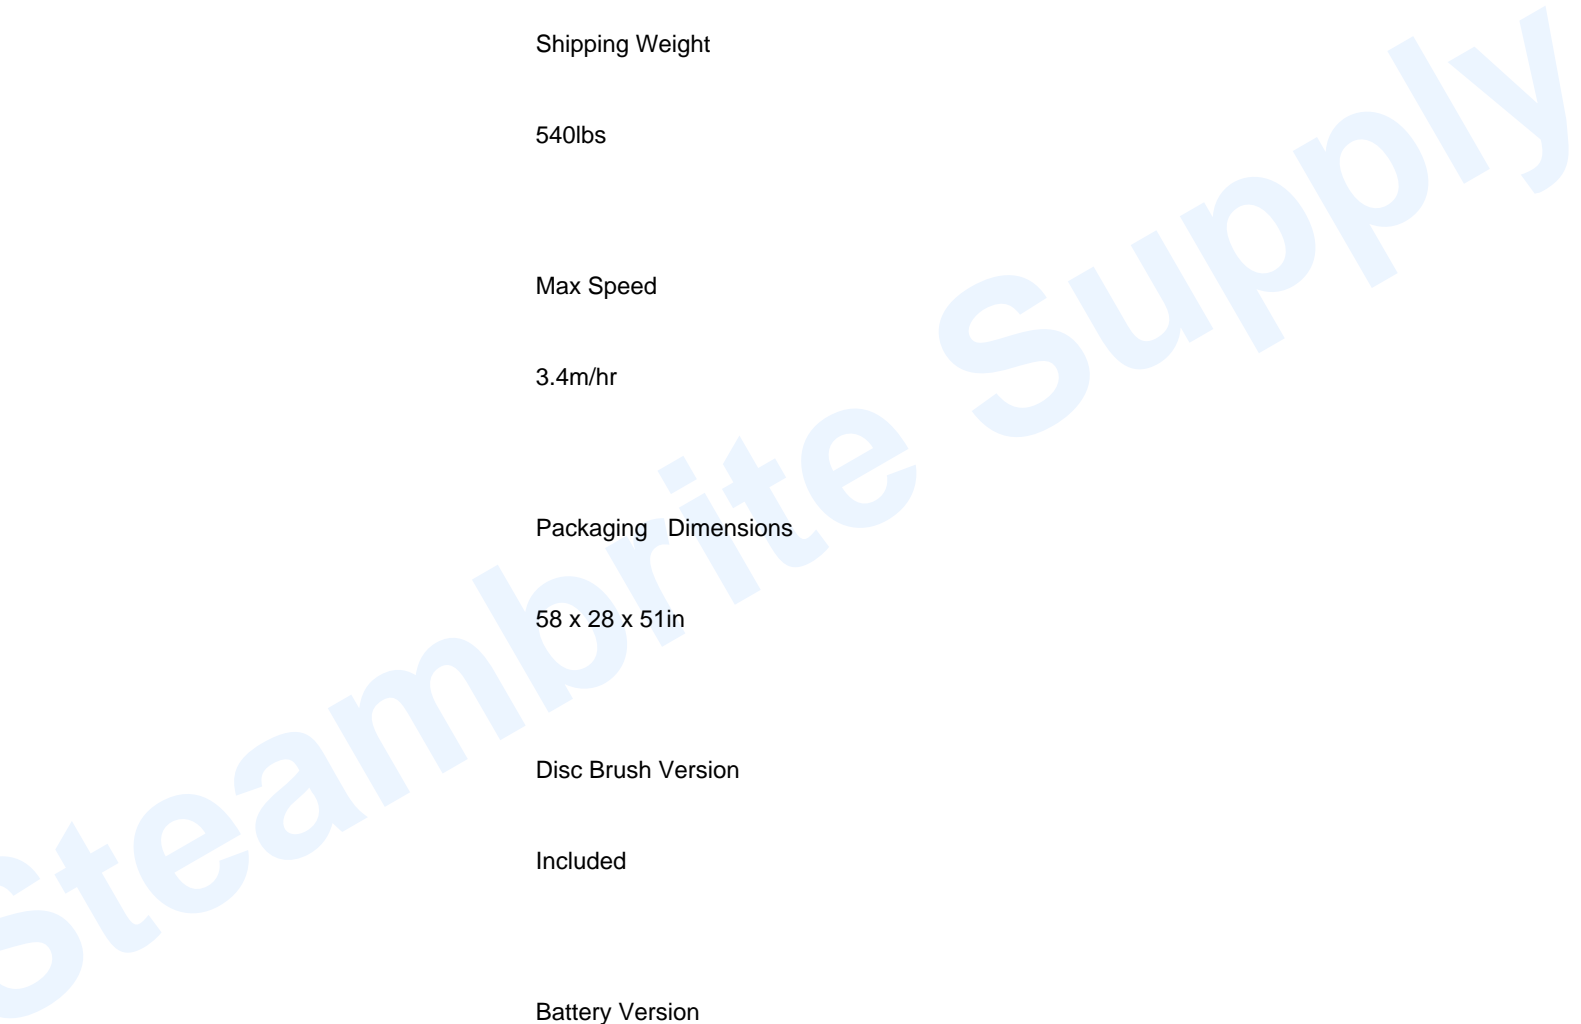 Shipping Weight
540lbs
Max Speed
3.4m/hr
Packaging Dimensions
58 x 28 x 51in
Disc Brush Version
Included
Battery Version
Steambrite Supply